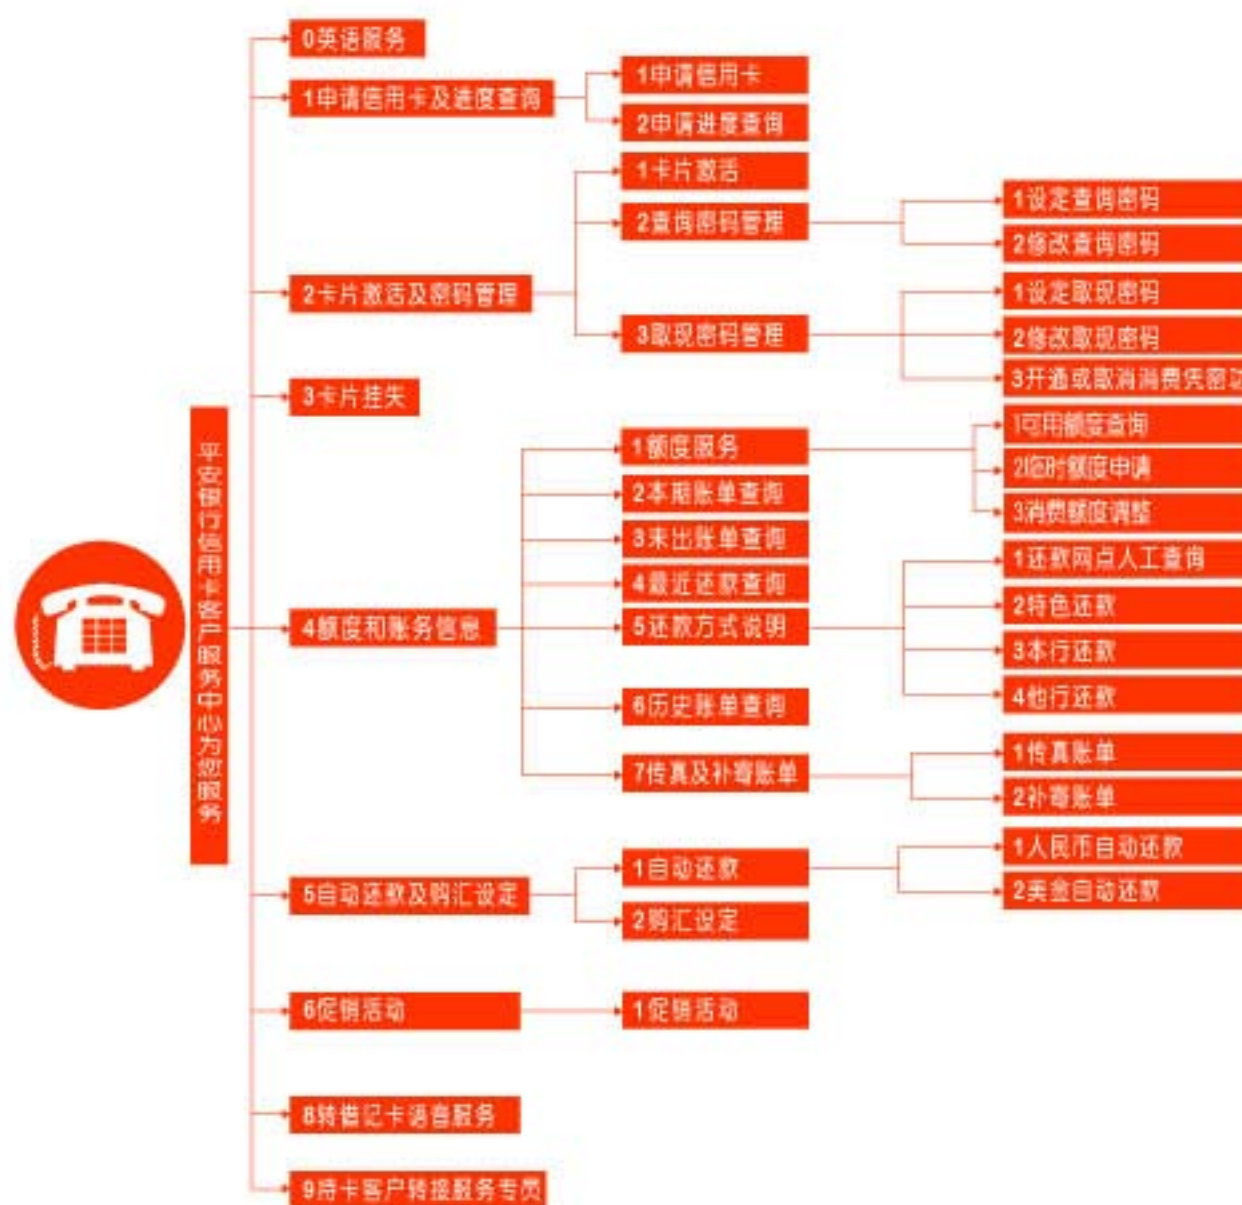 平安银行信用卡客户服务中心为您服务
0英语服务
1申请信用卡及进度查询
1申请信用卡
2申请进度查询
2卡片激活及密码管理
1卡片激活
2查询密码管理
1设定查询密码
2修改查询密码
3取现密码管理
1设定取现密码
2修改取现密码
3开通或取消消费凭密
3卡片挂失
4额度和账务信息
1额度服务
1可用额度查询
2临时额度申请
3消费额度调整
2本期账单查询
3未出账单查询
4最近还款查询
5还款方式说明
1还款网点人工查询
2特色还款
3本行还款
4他行还款
6历史账单查询
7传真及补寄账单
1传真账单
2补寄账单
5自动还款及购汇设定
1自动还款
1人民币自动还款
2美金自动还款
2购汇设定
6促销活动
1促销活动
8转借记卡语音服务
9持卡客户转接服务专员